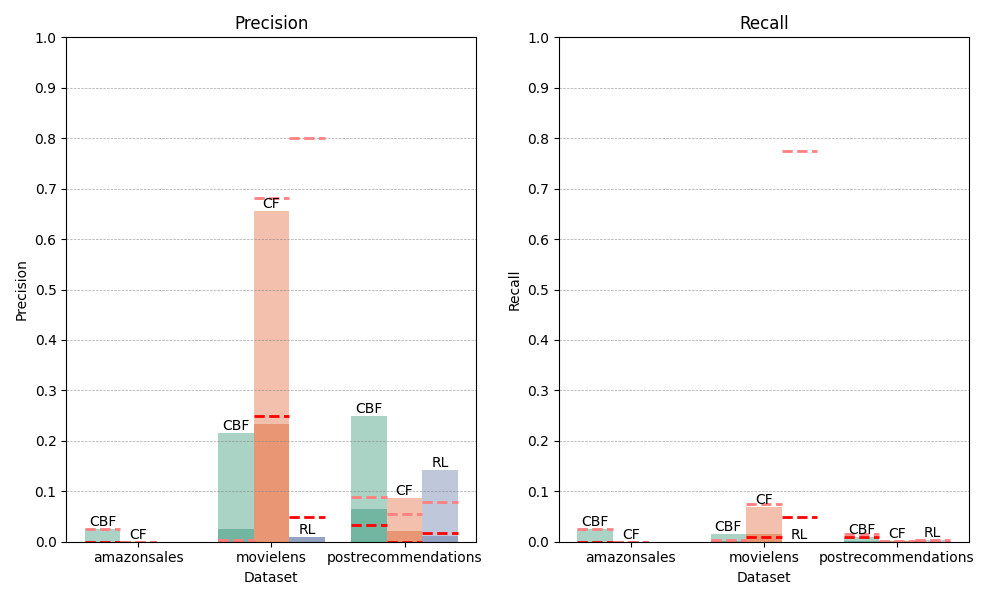 Precision
1.0
0.9
0.8
0.7
0.6
0.5
0.4
0.3
0.2
0.1
0.0
Precision
CBF
CF
CBF
CF
RL
CBF
CF
RL
amazonsales
movielens
postrecommendations
Dataset
Recall
1.0
0.9
0.8
0.7
0.6
0.5
0.4
0.3
0.2
0.1
0.0
Recall
CBF
CF
CBF
CF
RL
CBF
CF
RL
amazonsales
movielens
postrecommendations
Dataset